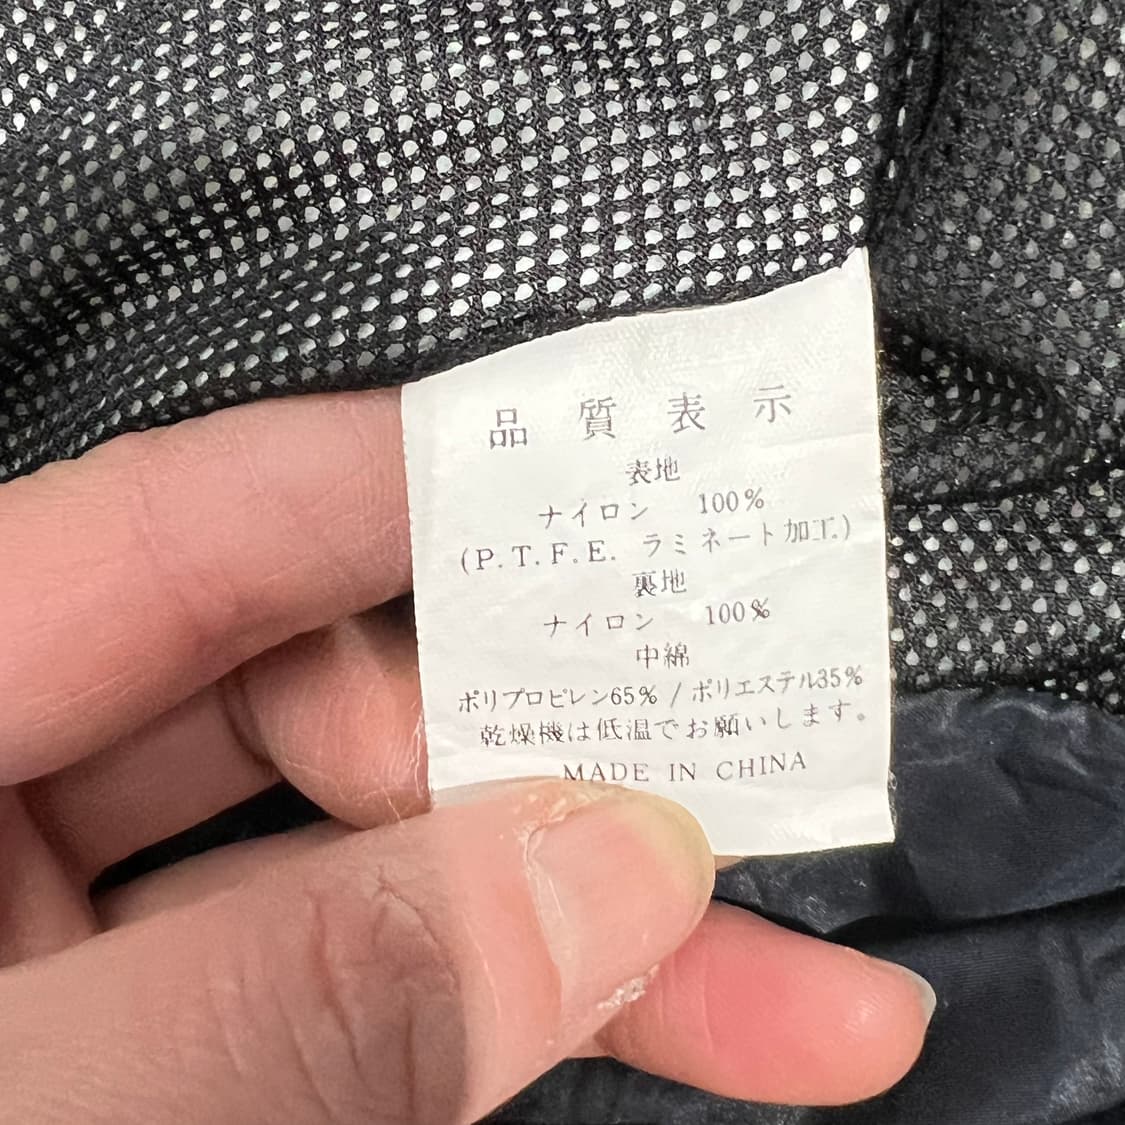 品質表示
表地
ナイロン 100%
(P.T.F.E. ラミネート加工)
裏地
ナイロン 100%
中綿
ポリプロピレン65% / ポリエステル35%
乾燥機は低温でお願いします。
MADE IN CHINA